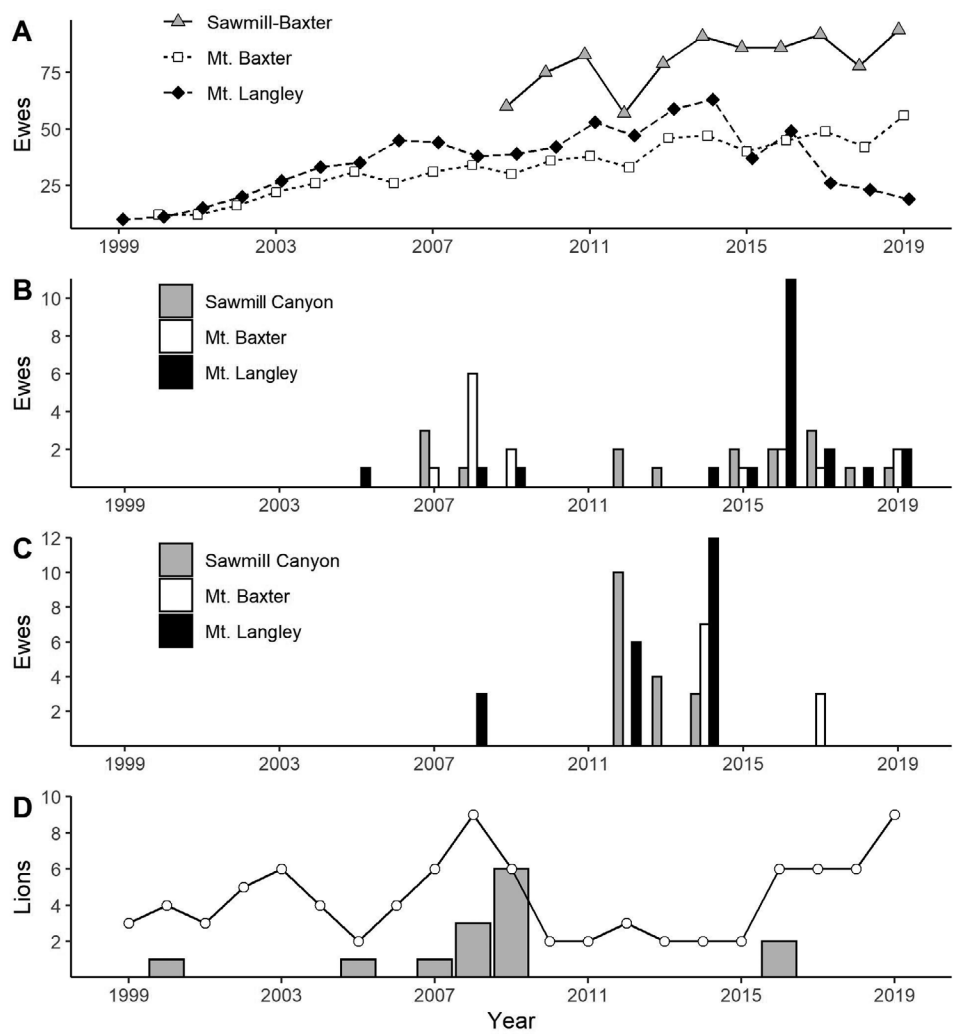 A
Sawmill-Baxter
Mt. Baxter
Mt. Langley
Ewes
75
50
25
1999 2003 2007 2011 2015 2019
B
Sawmill Canyon
Mt. Baxter
Mt. Langley
Ewes
10
8
6
4
2
1999 2003 2007 2011 2015 2019
C
Sawmill Canyon
Mt. Baxter
Mt. Langley
Ewes
12
10
8
6
4
2
1999 2003 2007 2011 2015 2019
D
Lions
10
8
6
4
2
1999 2003 2007 2011 2015 2019
Year